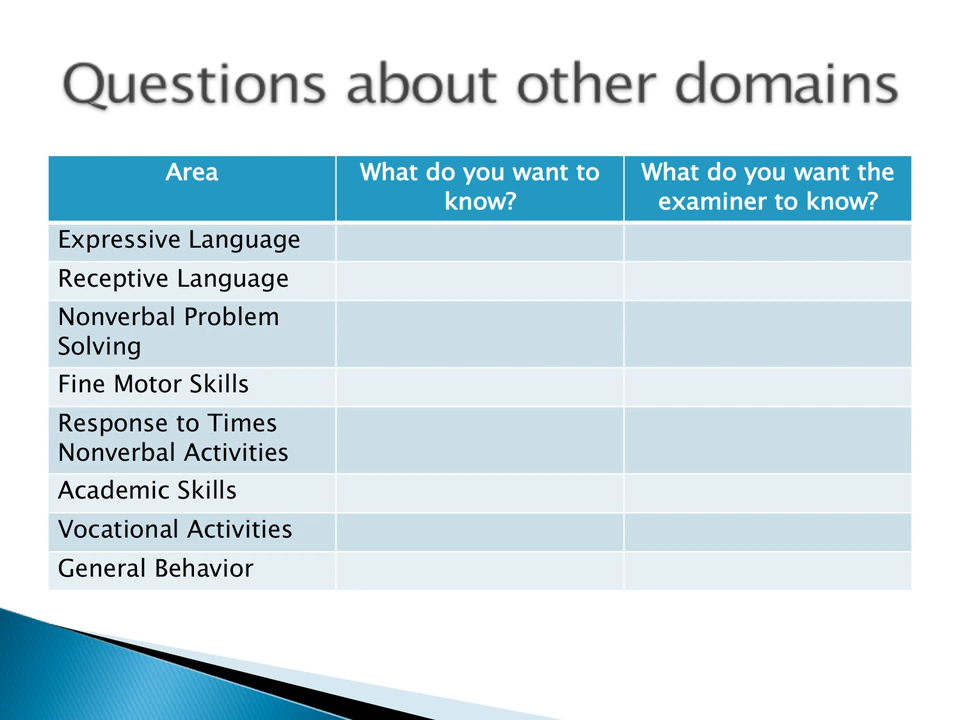 Questions about other domains
Area
What do you want to
know?
What do you want the
examiner to know?
Expressive Language
Receptive Language
Nonverbal Problem
Solving
Fine Motor Skills
Response to Times
Nonverbal Activities
Academic Skills
Vocational Activities
General Behavior